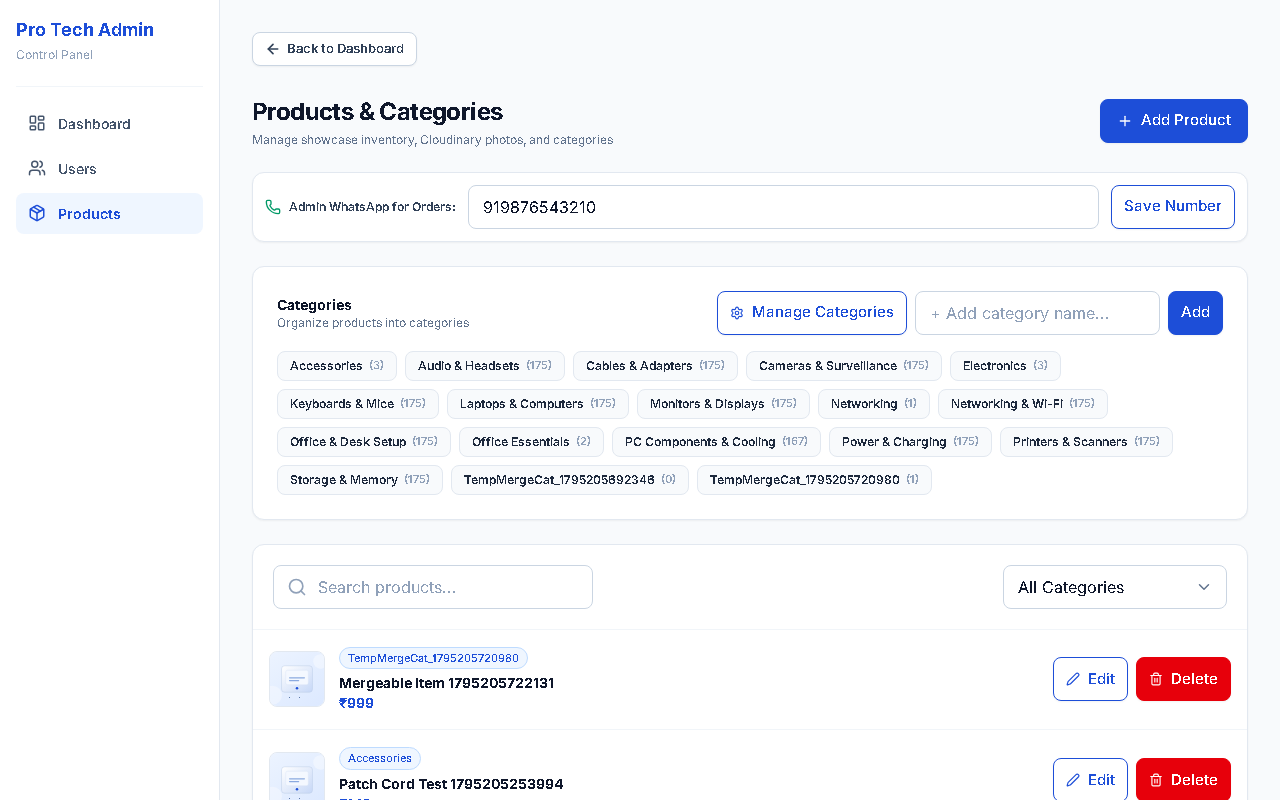 Pro Tech Admin
Control Panel
Dashboard
Users
Products
Back to Dashboard
Products & Categories
Manage showcase inventory, Cloudinary photos, and categories
+ Add Product
Admin WhatsApp for Orders:
919876543210
Save Number
Categories
Organize products into categories
Manage Categories
+ Add category name...
Add
Accessories (3)
Audio & Headsets (175)
Cables & Adapters (175)
Cameras & Surveillance (175)
Electronics (3)
Keyboards & Mice (175)
Laptops & Computers (175)
Monitors & Displays (175)
Networking (1)
Networking & Wi-Fi (175)
Office & Desk Setup (175)
Office Essentials (2)
PC Components & Cooling (167)
Power & Charging (175)
Printers & Scanners (175)
Storage & Memory (175)
TempMergeCat_1795205692346 (0)
TempMergeCat_1795205720980 (1)
Search products...
All Categories
TempMergeCat_1795205720980
Mergeable Item 1795205722131
₹999
Edit
Delete
Accessories
Patch Cord Test 1795205253994
Edit
Delete